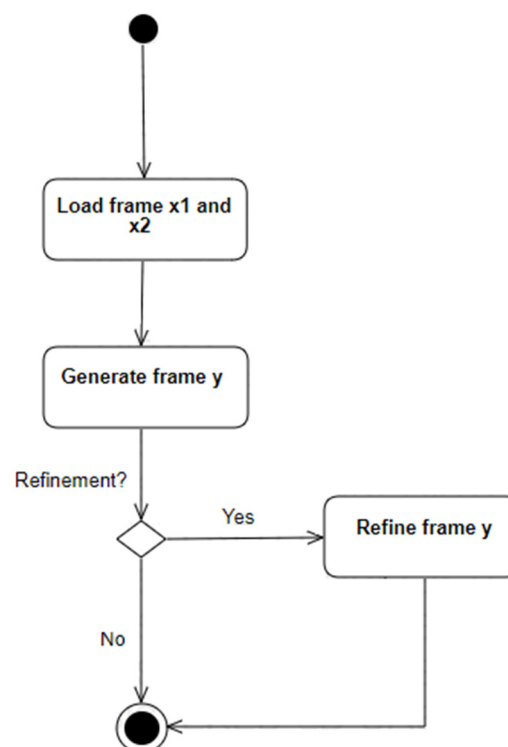 Load frame x1 and
x2
Generate frame y
Refinement?
Yes
Refine frame y
No